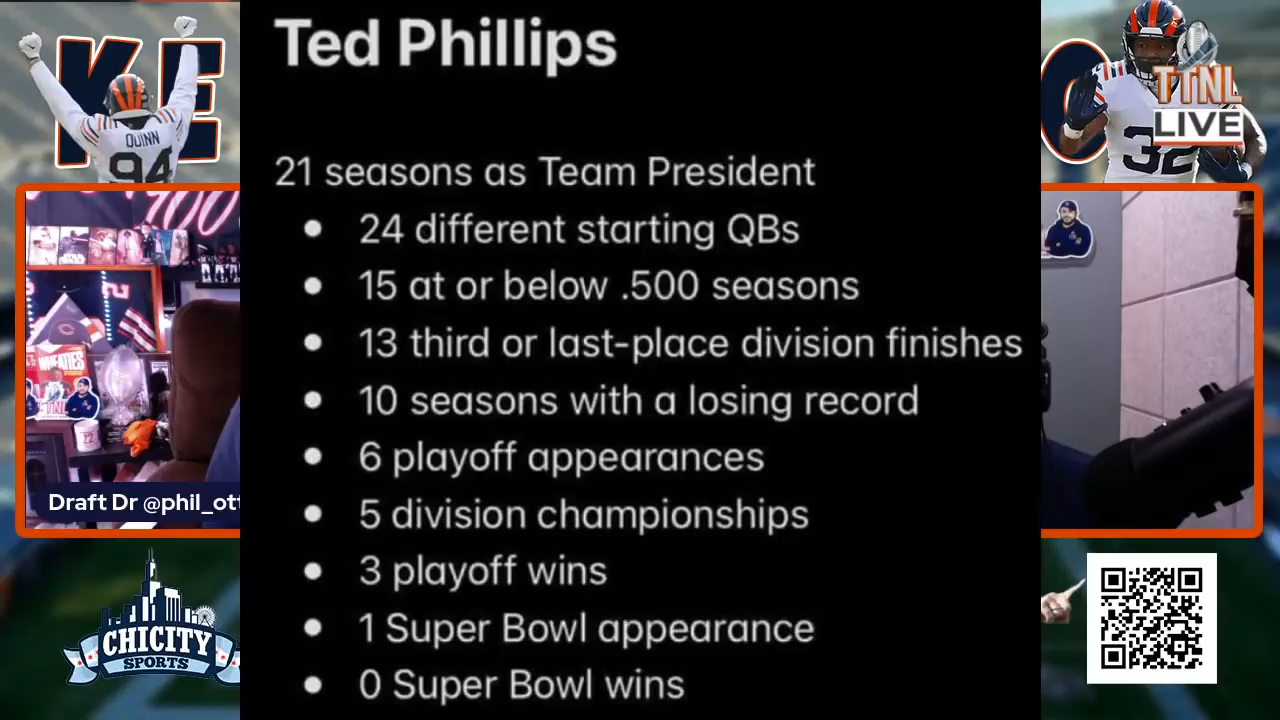 Ted Phillips
21 seasons as Team President
• 24 different starting QBs
• 15 at or below .500 seasons
• 13 third or last-place division finishes
• 10 seasons with a losing record
• 6 playoff appearances
• 5 division championships
• 3 playoff wins
• 1 Super Bowl appearance
• 0 Super Bowl wins
KE
QUINN
94
TTNL
LIVE
32
WHEATIES
TNL
Draft Dr @phil_ott
CHICITY
SPORTS